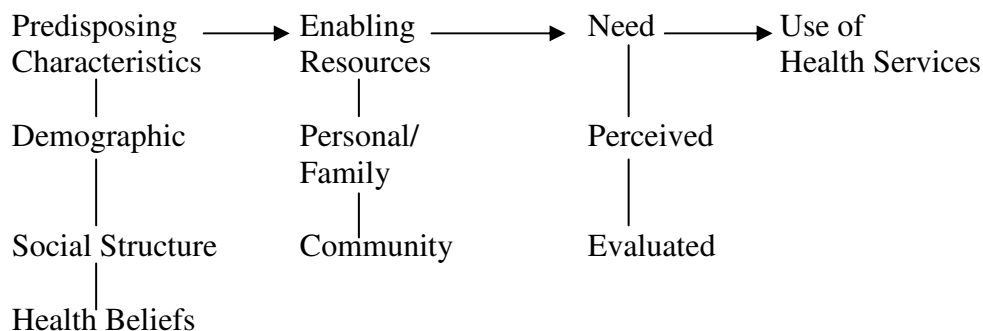 Predisposing
Characteristics
Demographic
Social Structure
Health Beliefs
Enabling
Resources
Personal/
Family
Community
Need
Perceived
Evaluated
Use of
Health Services